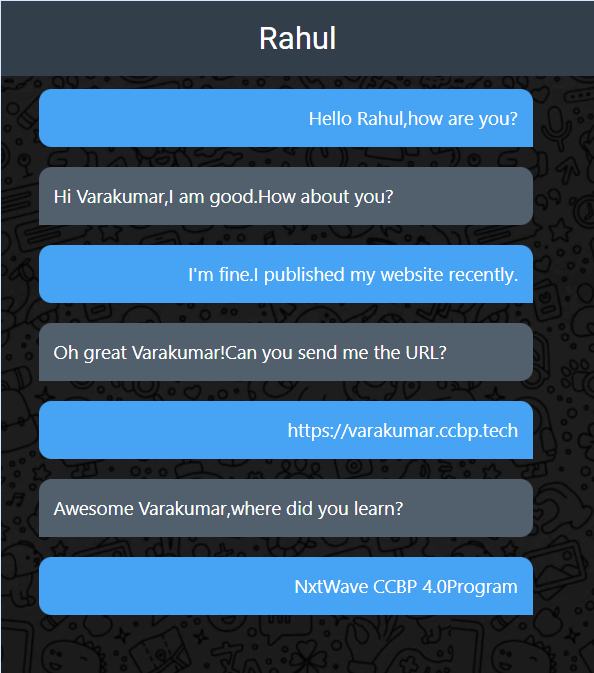 Rahul
Hello Rahul,how are you?
Hi Varakumar,I am good.How about you?
I'm fine.I published my website recently.
Oh great Varakumar!Can you send me the URL?
https://varakumar.ccbp.tech
Awesome Varakumar,where did you learn?
NxtWave CCBP 4.0Program